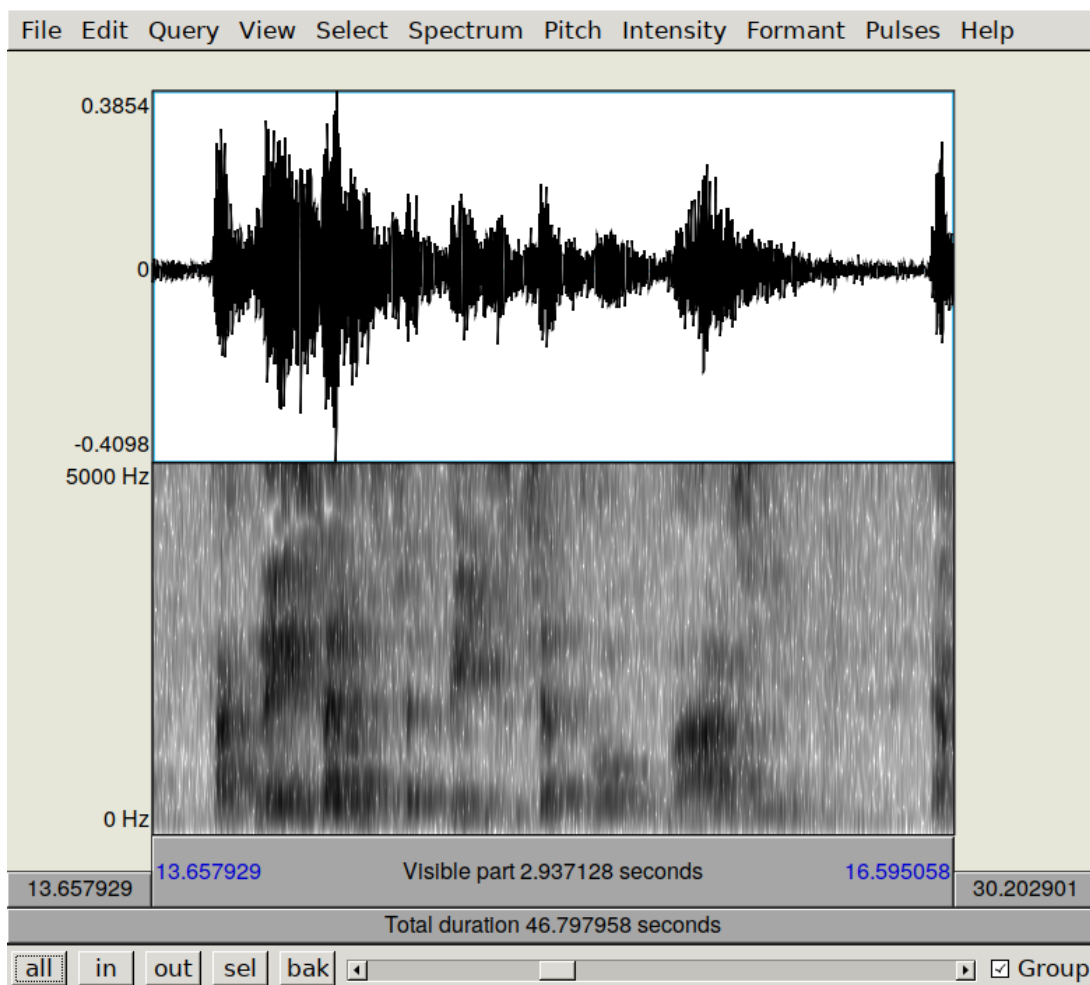 File Edit Query View Select Spectrum Pitch Intensity Formant Pulses Help
0.3854
0
-0.4098
5000 Hz
0 Hz
13.657929 Visible part 2.937128 seconds 16.595058
13.657929 30.202901
Total duration 46.797958 seconds
all in out sel bak Group